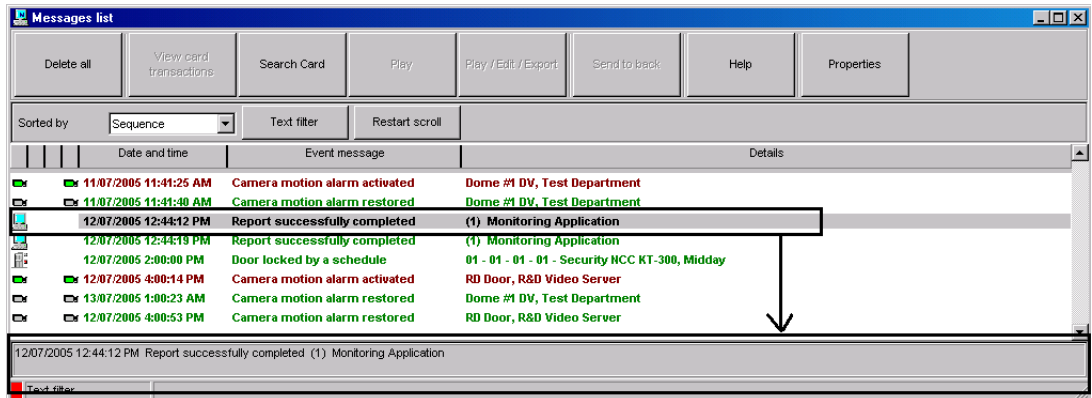 Messages list
Delete all View card transactions Search Card Play Play / Edit / Export Send to back Help Properties
Sorted by Sequence Text filter Restart scroll
Date and time Event message Details
11/07/2005 11:41:25 AM Camera motion alarm activated Dome #1 DV, Test Department
11/07/2005 11:41:40 AM Camera motion alarm restored Dome #1 DV, Test Department
12/07/2005 12:44:12 PM Report successfully completed (1) Monitoring Application
12/07/2005 12:44:19 PM Report successfully completed (1) Monitoring Application
12/07/2005 2:00:00 PM Door locked by a schedule 01 - 01 - 01 - 01 - Security NCC KT-300, Midday
12/07/2005 4:00:14 PM Camera motion alarm activated RD Door, R&D Video Server
13/07/2005 1:00:23 AM Camera motion alarm restored Dome #1 DV, Test Department
12/07/2005 4:00:53 PM Camera motion alarm restored RD Door, R&D Video Server
12/07/2005 12:44:12 PM Report successfully completed (1) Monitoring Application
Text filter